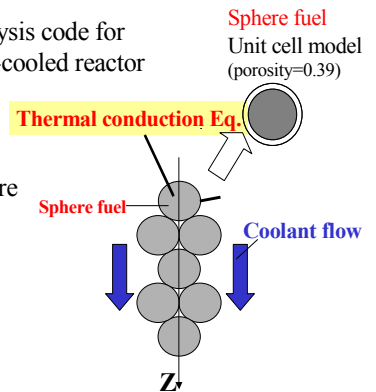 ysis code for
-cooled reactor
Sphere fuel
Unit cell model
(porosity=0.39)
Thermal conduction Eq.
re
Sphere fuel
Coolant flow
Z